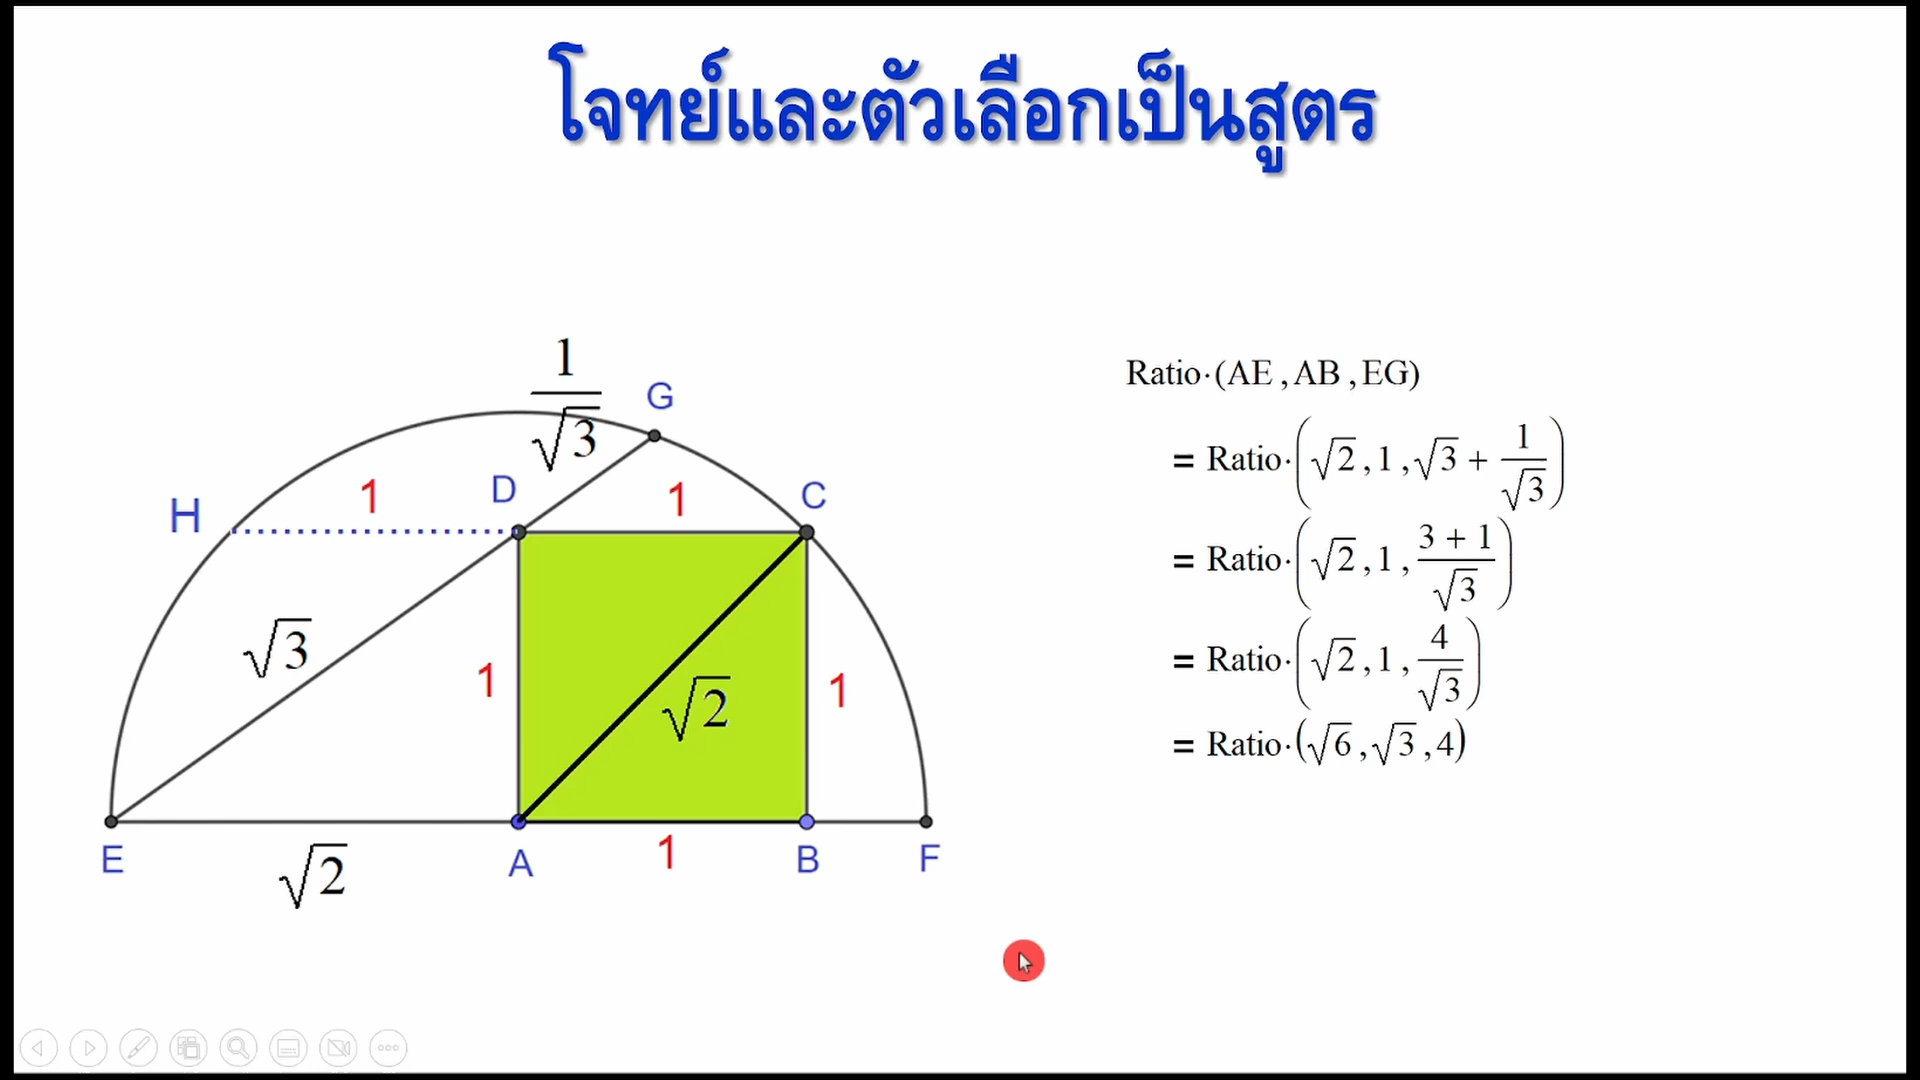 โจทย์และตัวเลือกเป็นสูตร
1/√3
G
H
1
D
1
C
√3
1
√2
1
E
√2
A
1
B
F
Ratio·(AE , AB , EG)
= Ratio·(√2 , 1 , √3 + 1/√3)
= Ratio·(√2 , 1 , (3 + 1)/√3)
= Ratio·(√2 , 1 , 4/√3)
= Ratio·(√6 , √3 , 4)